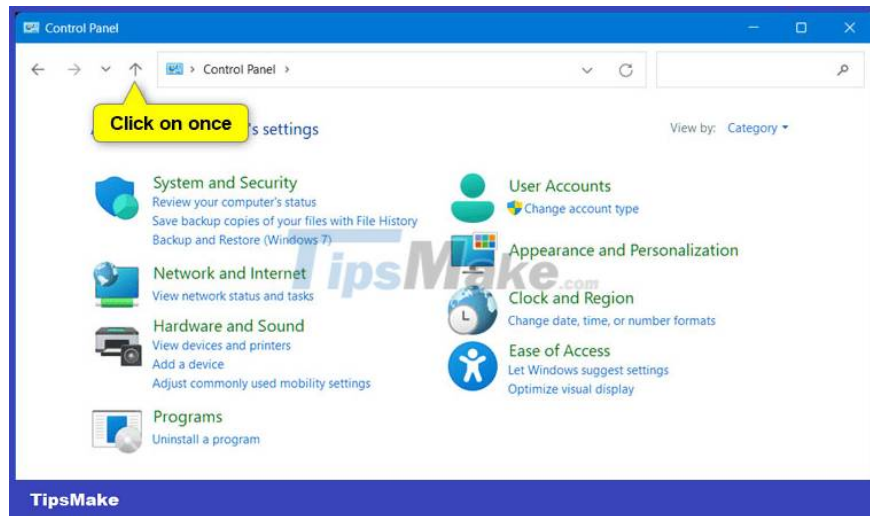 Control Panel
Control Panel
Click on once
's settings
View by: Category
System and Security
Review your computer's status
Save backup copies of your files with File History
Backup and Restore (Windows 7)
Network and Internet
View network status and tasks
Hardware and Sound
View devices and printers
Add a device
Adjust commonly used mobility settings
Programs
Uninstall a program
User Accounts
Change account type
Appearance and Personalization
Clock and Region
Change date, time, or number formats
Ease of Access
Let Windows suggest settings
Optimize visual display
TipsMake.com
TipsMake